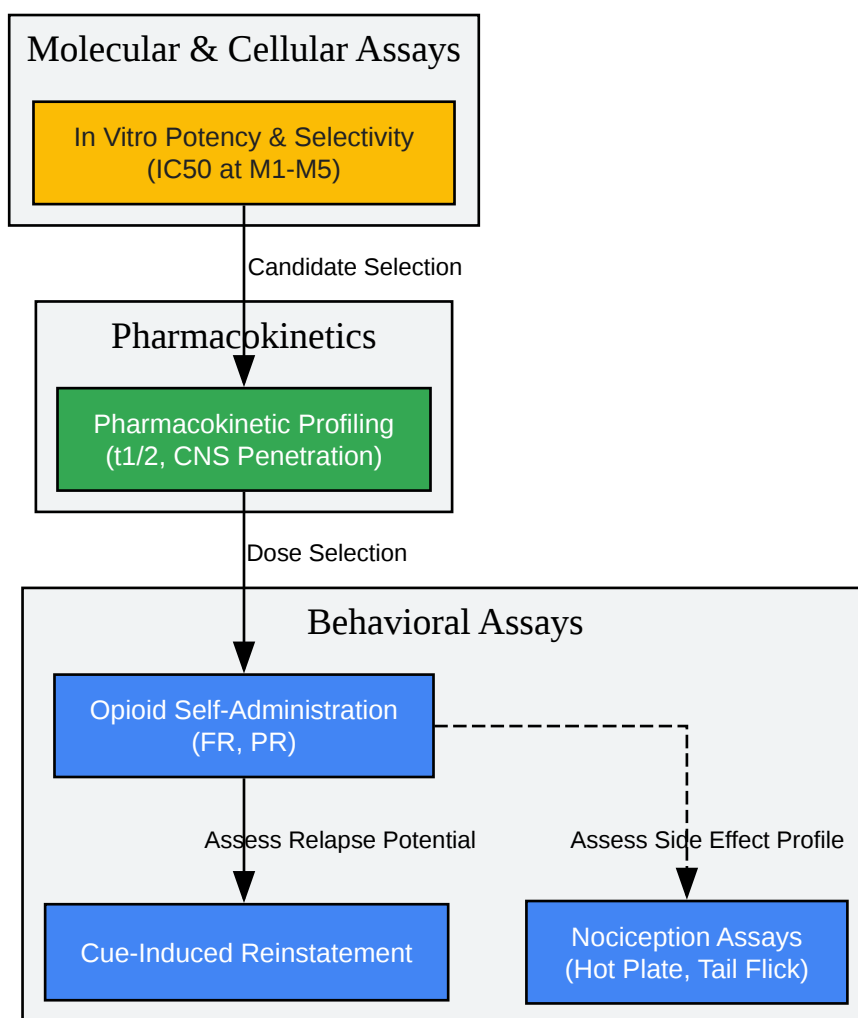 Molecular & Cellular Assays
In Vitro Potency & Selectivity
(IC50 at M1-M5)
Candidate Selection
Pharmacokinetics
Pharmacokinetic Profiling
(t1/2, CNS Penetration)
Dose Selection
Behavioral Assays
Opioid Self-Administration
(FR, PR)
Assess Relapse Potential
Assess Side Effect Profile
Cue-Induced Reinstatement
Nociception Assays
(Hot Plate, Tail Flick)